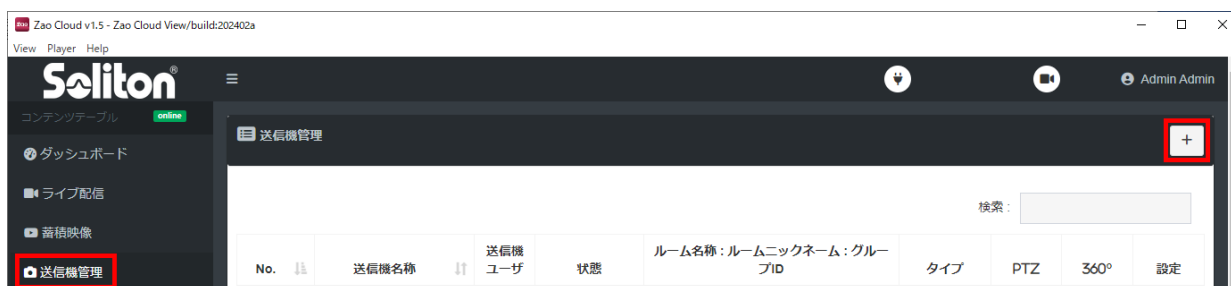 Zao Cloud v1.5 - Zao Cloud View/build:202402a
View Player Help
Soliton®
Admin Admin
コンテンツテーブル online
送信機管理
+
ダッシュボード
ライブ配信
検索 :
蓄積映像
送信機管理
No. 送信機名称 送信機
ユーザ 状態 ルーム名称 : ルームニックネーム : グルー
プID タイプ PTZ 360° 設定